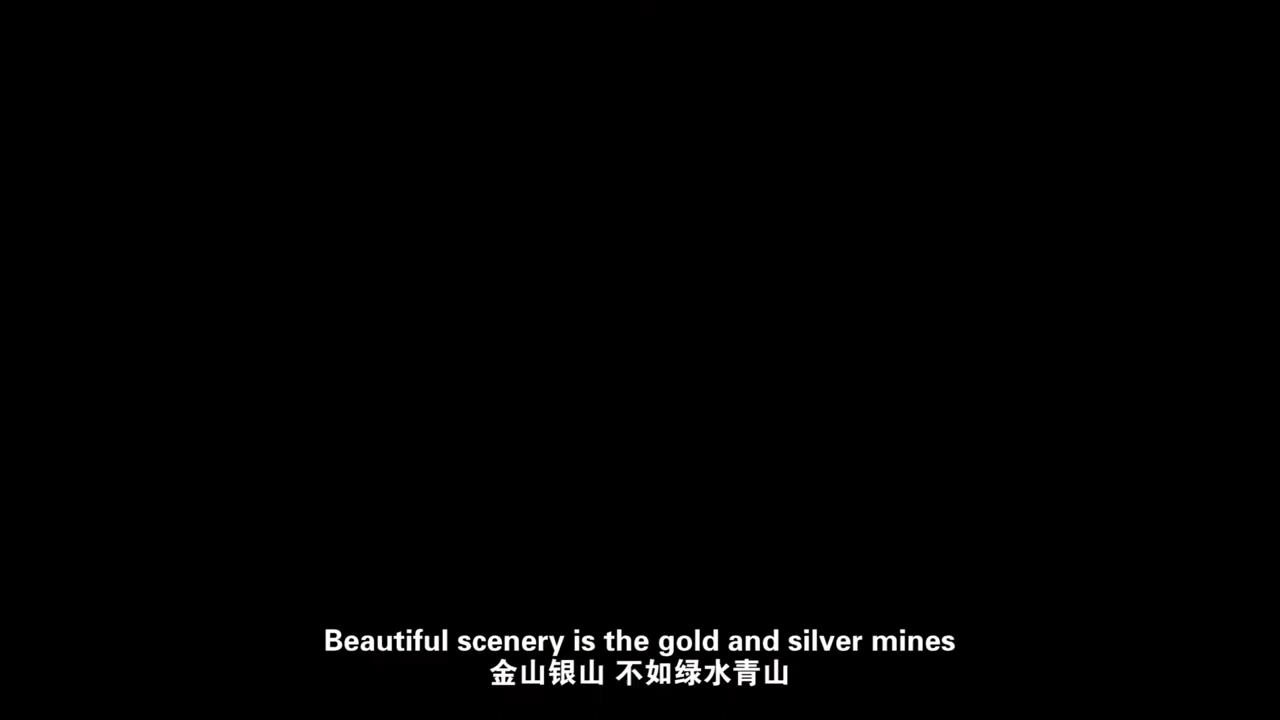 Beautiful scenery is the gold and silver mines
金山银山 不如绿水青山